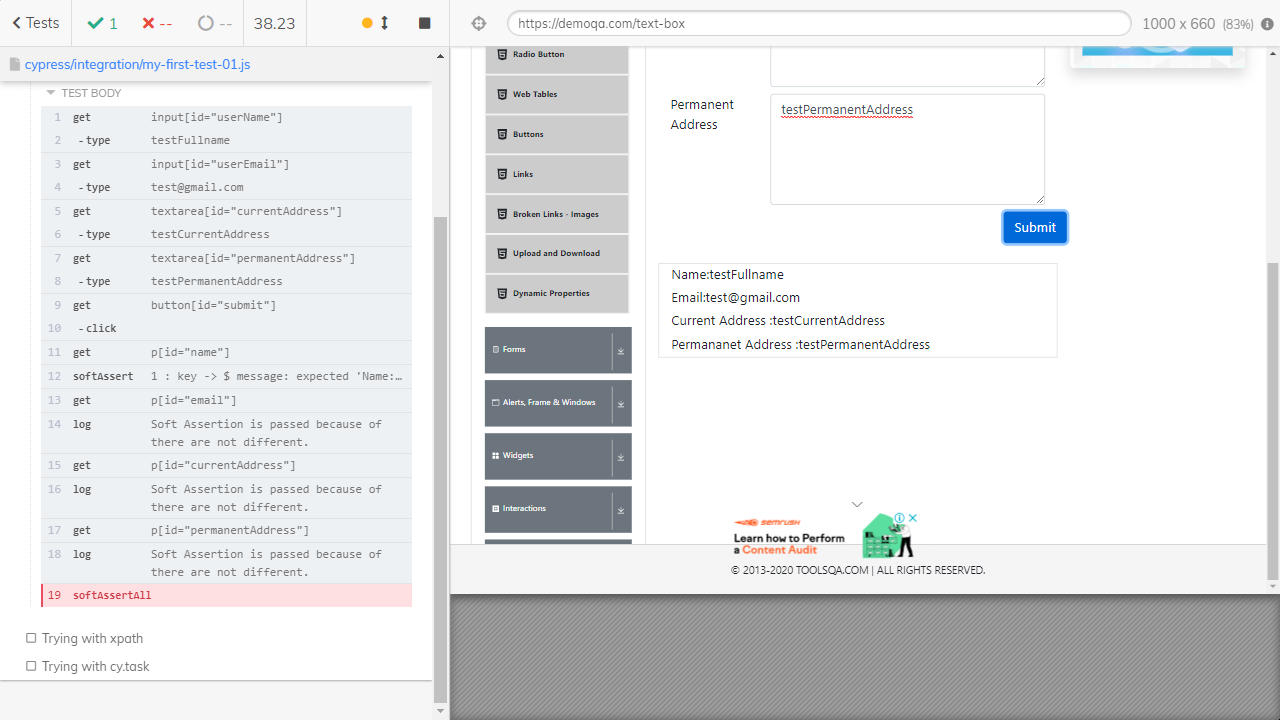 Tests
1
--
--
38.23
https://demoqa.com/text-box
1000 x 660 (83%)
cypress/integration/my-first-test-01.js
TEST BODY
1 get input[id="userName"]
2 -type testFullname
3 get input[id="userEmail"]
4 -type test@gmail.com
5 get textarea[id="currentAddress"]
6 -type testCurrentAddress
7 get textarea[id="permanentAddress"]
8 -type testPermanentAddress
9 get button[id="submit"]
10 -click
11 get p[id="name"]
12 softAssert 1 : key -> $ message: expected 'Name:…
13 get p[id="email"]
14 log Soft Assertion is passed because of
there are not different.
15 get p[id="currentAddress"]
16 log Soft Assertion is passed because of
there are not different.
17 get p[id="permanentAddress"]
18 log Soft Assertion is passed because of
there are not different.
19 softAssertAll
Trying with xpath
Trying with cy.task
Radio Button
Web Tables
Buttons
Links
Broken Links - Images
Upload and Download
Dynamic Properties
Forms
Alerts, Frame & Windows
Widgets
Interactions
Permanent
Address
testPermanentAddress
Submit
Name:testFullname
Email:test@gmail.com
Current Address :testCurrentAddress
Permananet Address :testPermanentAddress
SEMRUSH
Learn how to Perform
a Content Audit
© 2013-2020 TOOLSQA.COM | ALL RIGHTS RESERVED.